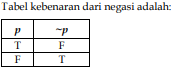 Tabel kebenaran dari negasi adalah:
p ~p
T F
F T